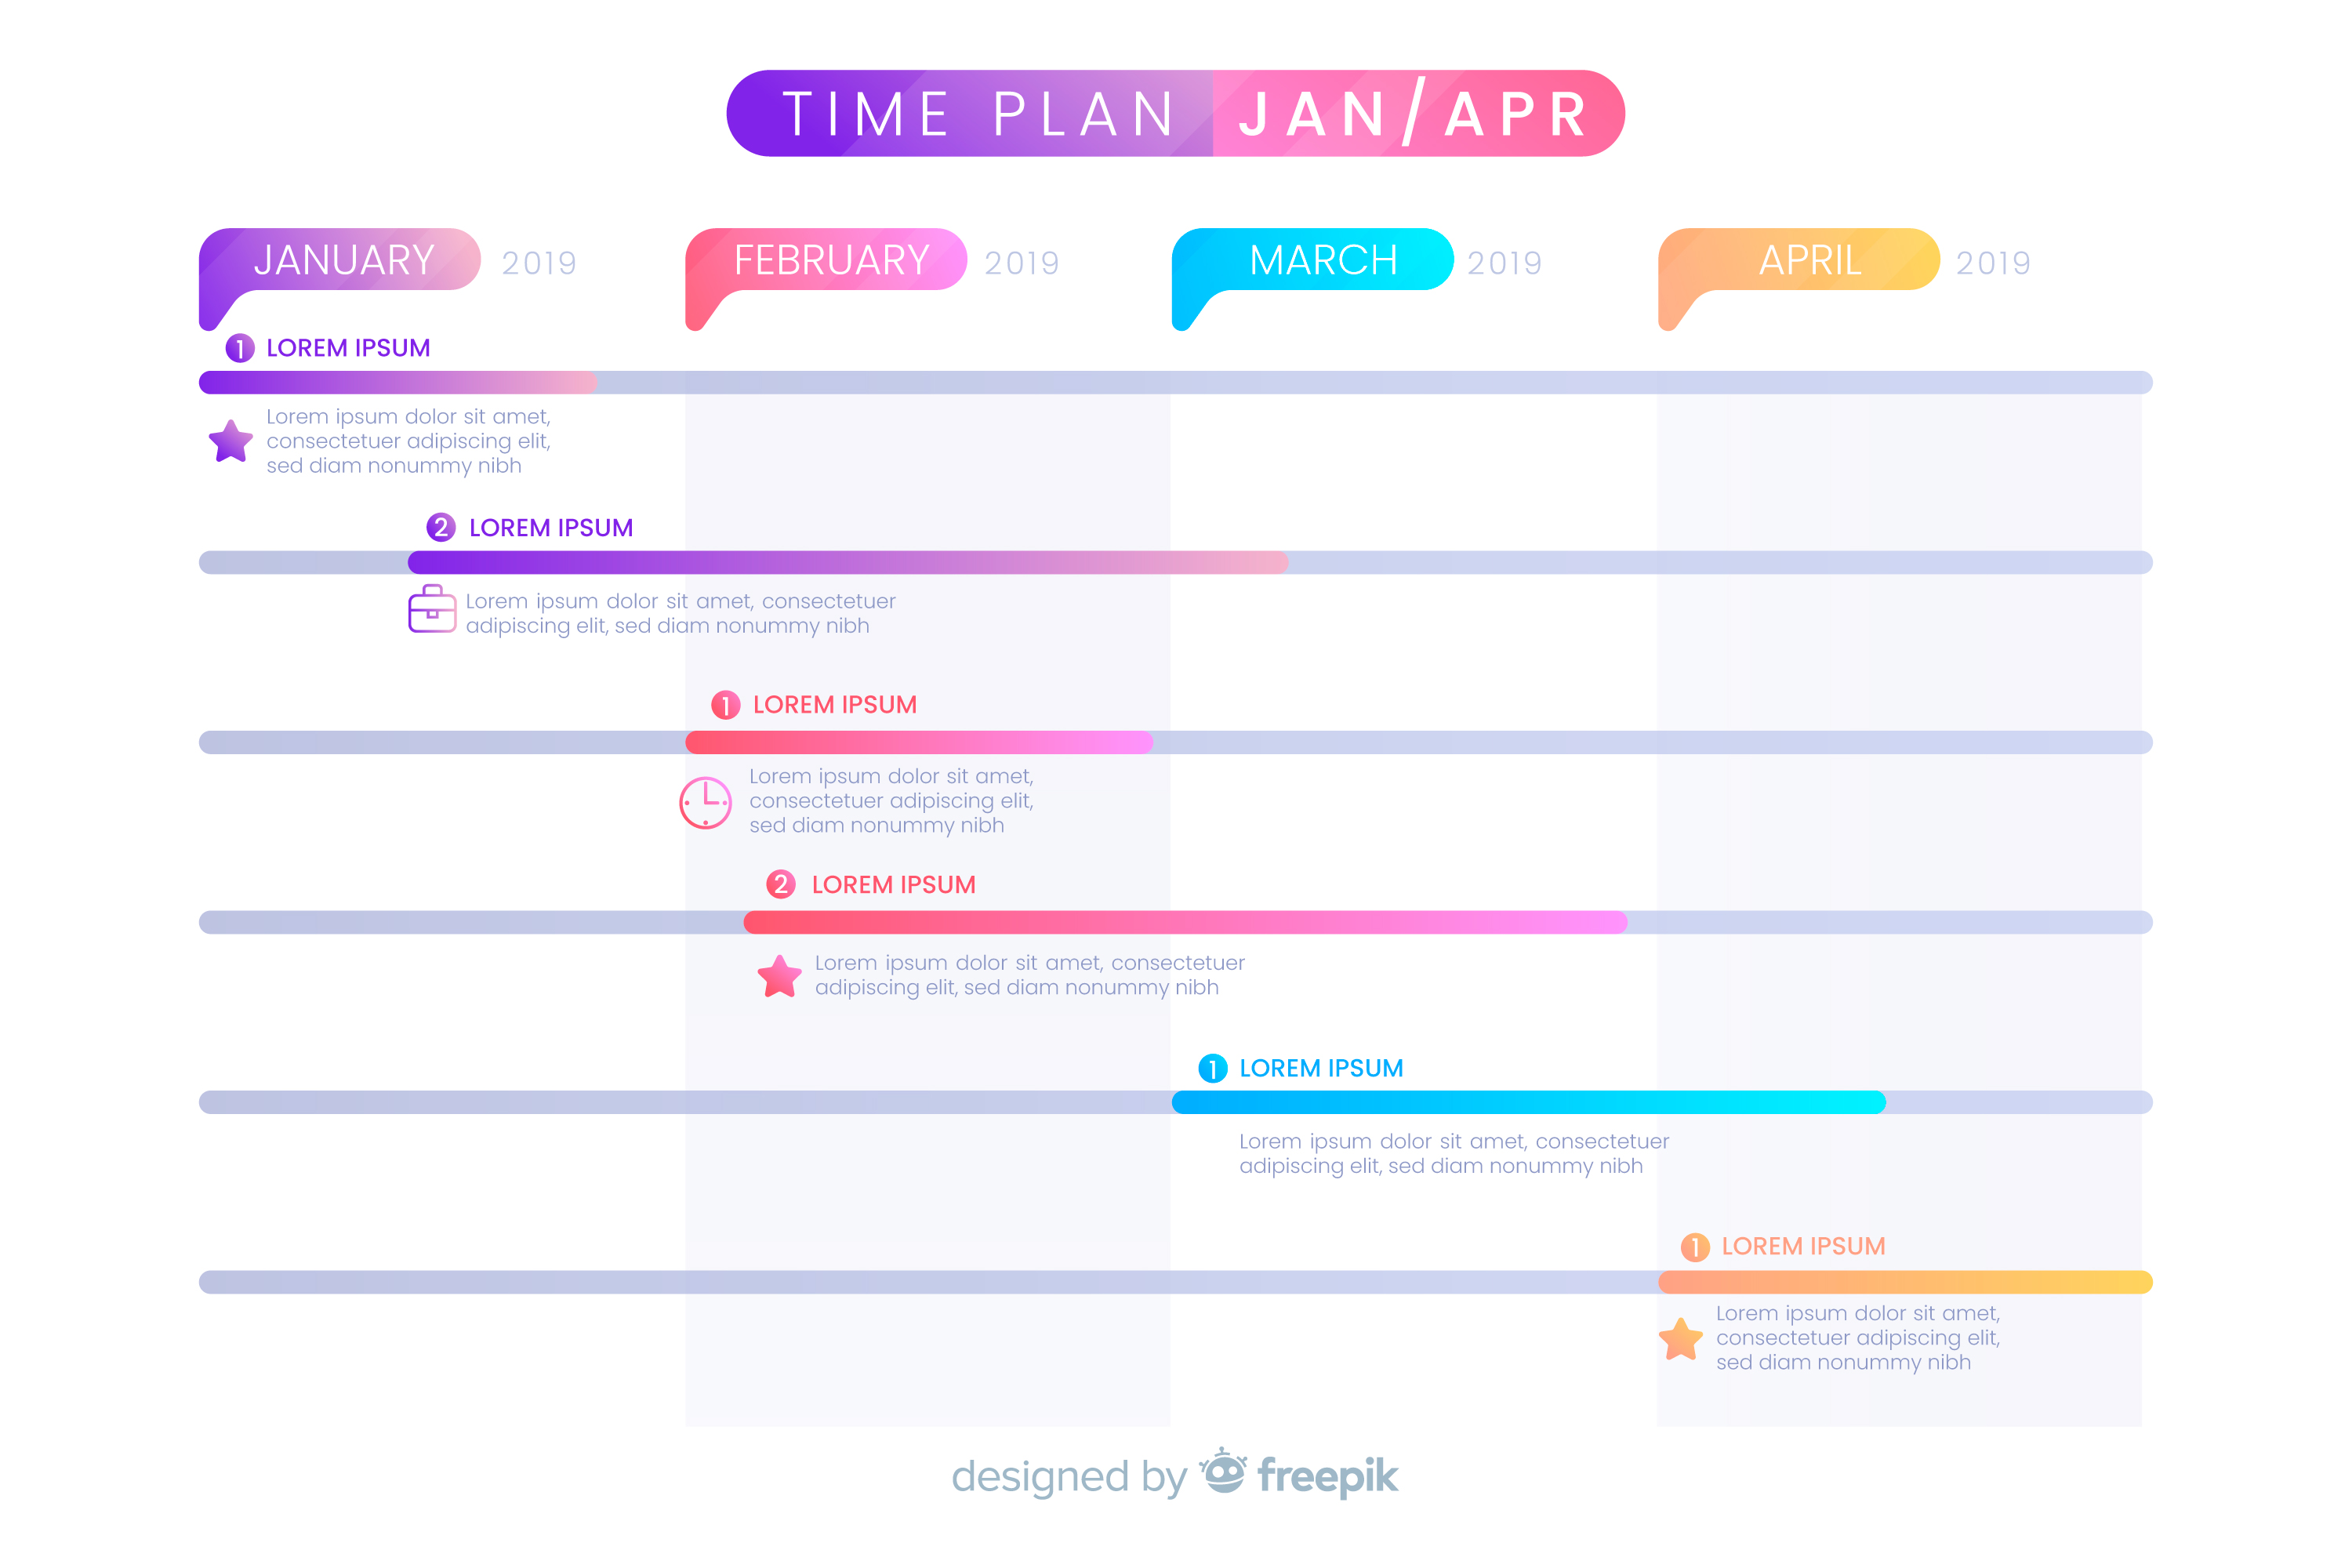 TIME PLAN JAN/APR
JANUARY 2019 FEBRUARY 2019 MARCH 2019 APRIL 2019
1 LOREM IPSUM
Lorem ipsum dolor sit amet,
consectetuer adipiscing elit,
sed diam nonummy nibh
2 LOREM IPSUM
Lorem ipsum dolor sit amet, consectetuer
adipiscing elit, sed diam nonummy nibh
1 LOREM IPSUM
Lorem ipsum dolor sit amet,
consectetuer adipiscing elit,
sed diam nonummy nibh
2 LOREM IPSUM
Lorem ipsum dolor sit amet, consectetuer
adipiscing elit, sed diam nonummy nibh
1 LOREM IPSUM
Lorem ipsum dolor sit amet, consectetuer
adipiscing elit, sed diam nonummy nibh
1 LOREM IPSUM
Lorem ipsum dolor sit amet,
consectetuer adipiscing elit,
sed diam nonummy nibh
designed by freepik